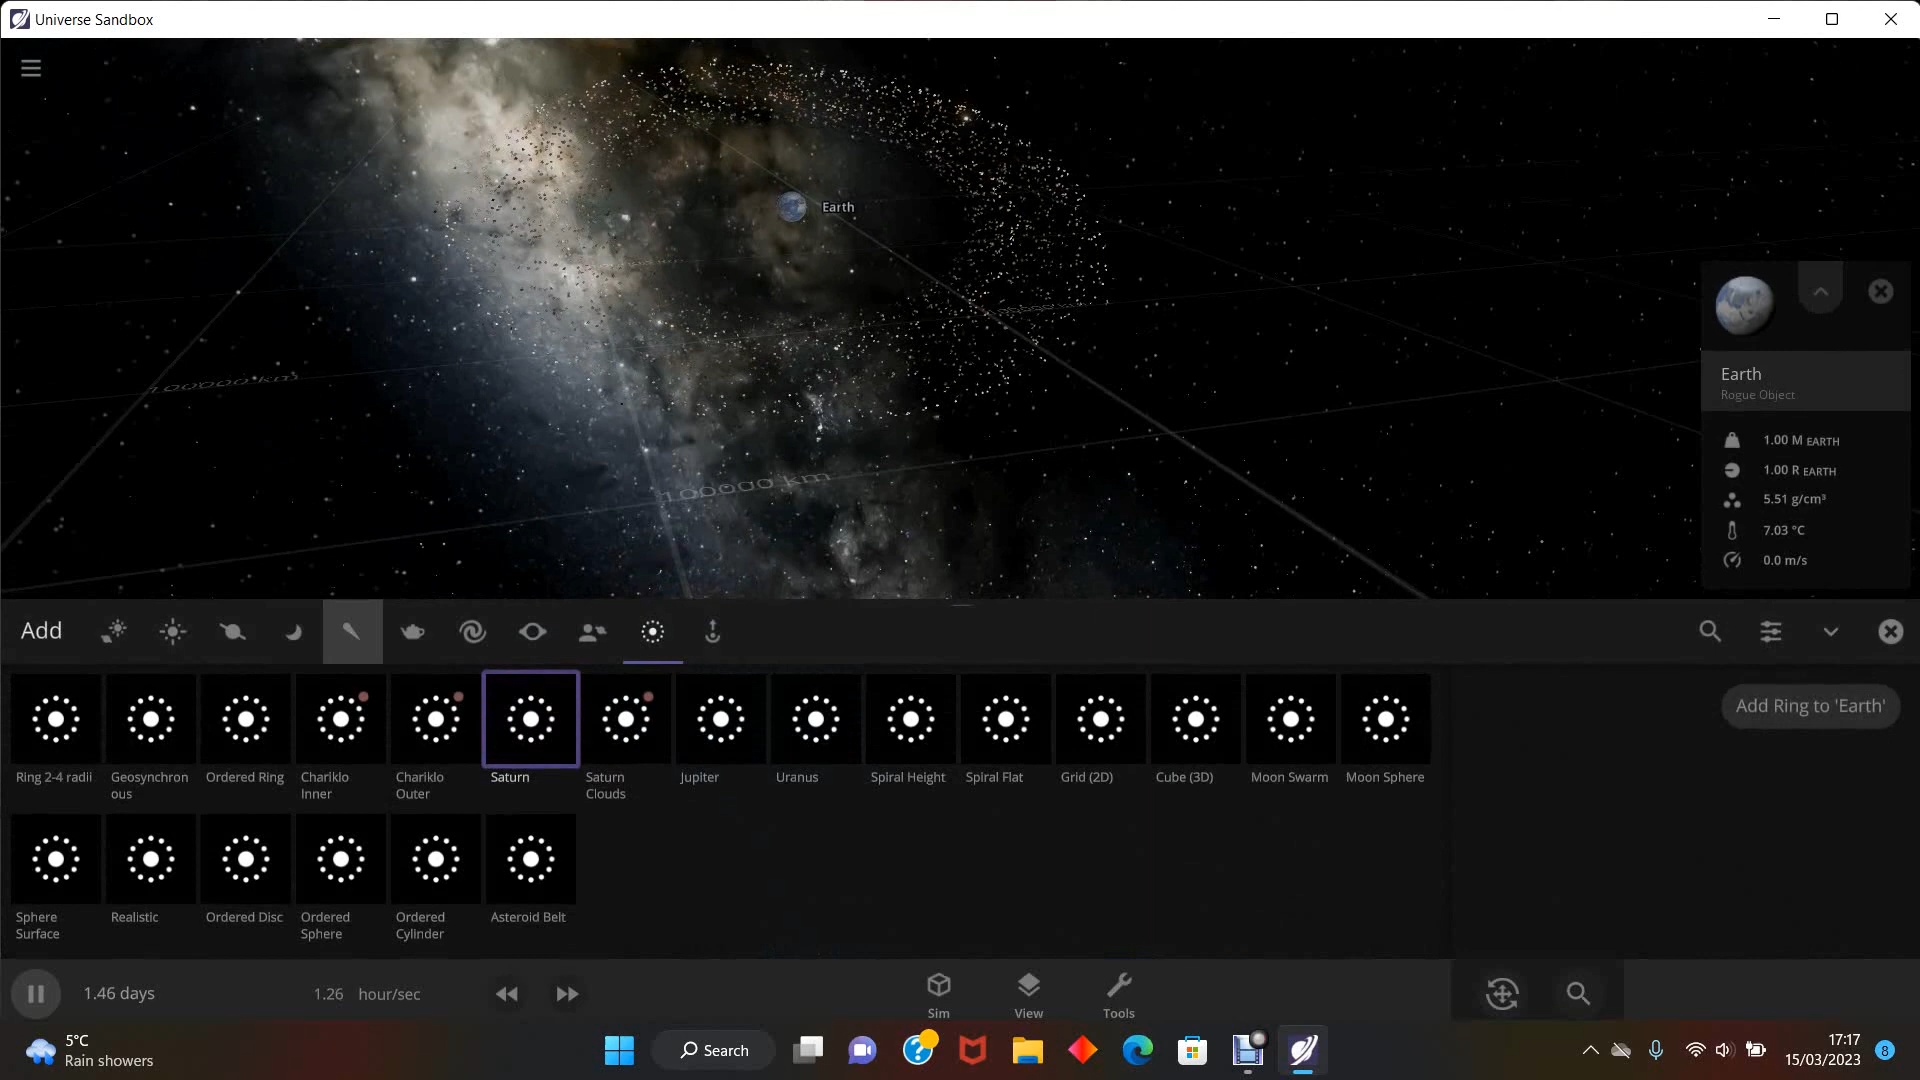 Universe Sandbox
Earth
100000 km
100000 km
Earth
Rogue Object
1.00 M EARTH
1.00 R EARTH
5.51 g/cm³
7.03 °C
0.0 m/s
Add
Add Ring to 'Earth'
Ring 2-4 radii
Geosynchron
ous
Ordered Ring
Chariklo
Inner
Chariklo
Outer
Saturn
Saturn
Clouds
Jupiter
Uranus
Spiral Height
Spiral Flat
Grid (2D)
Cube (3D)
Moon Swarm
Moon Sphere
Sphere
Surface
Realistic
Ordered Disc
Ordered
Sphere
Ordered
Cylinder
Asteroid Belt
1.46 days
1.26 hour/sec
Sim
View
Tools
5°C
Rain showers
Search
17:17
15/03/2023
8